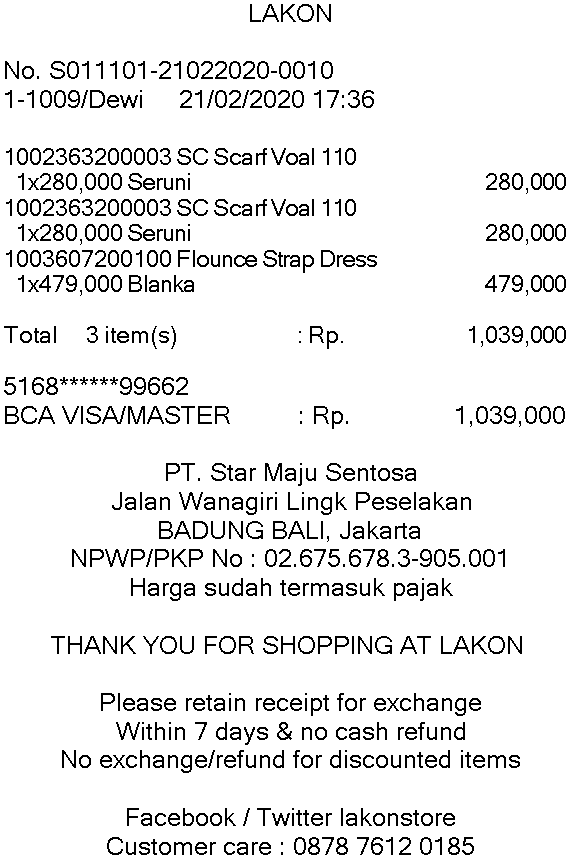 LAKON
No. S011101-21022020-0010
1-1009/Dewi 21/02/2020 17:36
1002363200003 SC Scarf Voal 110
1x280,000 Seruni 280,000
1002363200003 SC Scarf Voal 110
1x280,000 Seruni 280,000
1003607200100 Flounce Strap Dress
1x479,000 Blanka 479,000
Total 3 item(s) : Rp. 1,039,000
5168******99662
BCA VISA/MASTER : Rp. 1,039,000
PT. Star Maju Sentosa
Jalan Wanagiri Lingk Peselakan
BADUNG BALI, Jakarta
NPWP/PKP No : 02.675.678.3-905.001
Harga sudah termasuk pajak
THANK YOU FOR SHOPPING AT LAKON
Please retain receipt for exchange
Within 7 days & no cash refund
No exchange/refund for discounted items
Facebook / Twitter lakonstore
Customer care : 0878 7612 0185